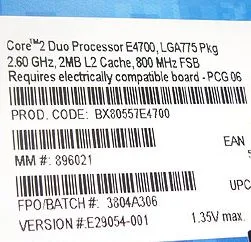 Core™2 Duo Processor E4700, LGA775 Pkg
2.60 GHz, 2MB L2 Cache, 800 MHz FSB
Requires electrically compatible board - PCG 06
PROD. CODE: BX80557E4700
EAN
MM #: 896021
UPC
FPO/BATCH #: 3804A306
VERSION #:E29054-001 1.35V max.